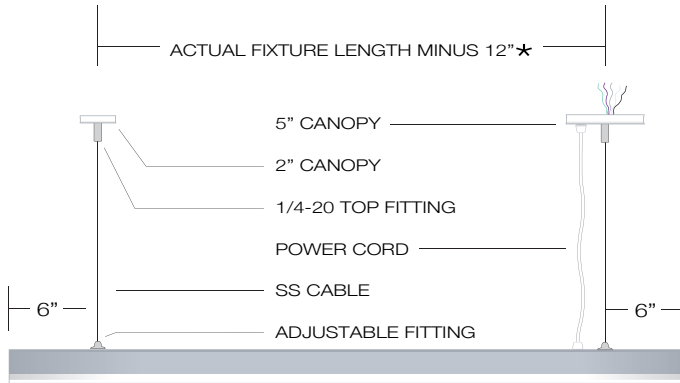 ACTUAL FIXTURE LENGTH MINUS 12”*
5” CANOPY
2” CANOPY
1/4-20 TOP FITTING
POWER CORD
SS CABLE
6”
6”
ADJUSTABLE FITTING